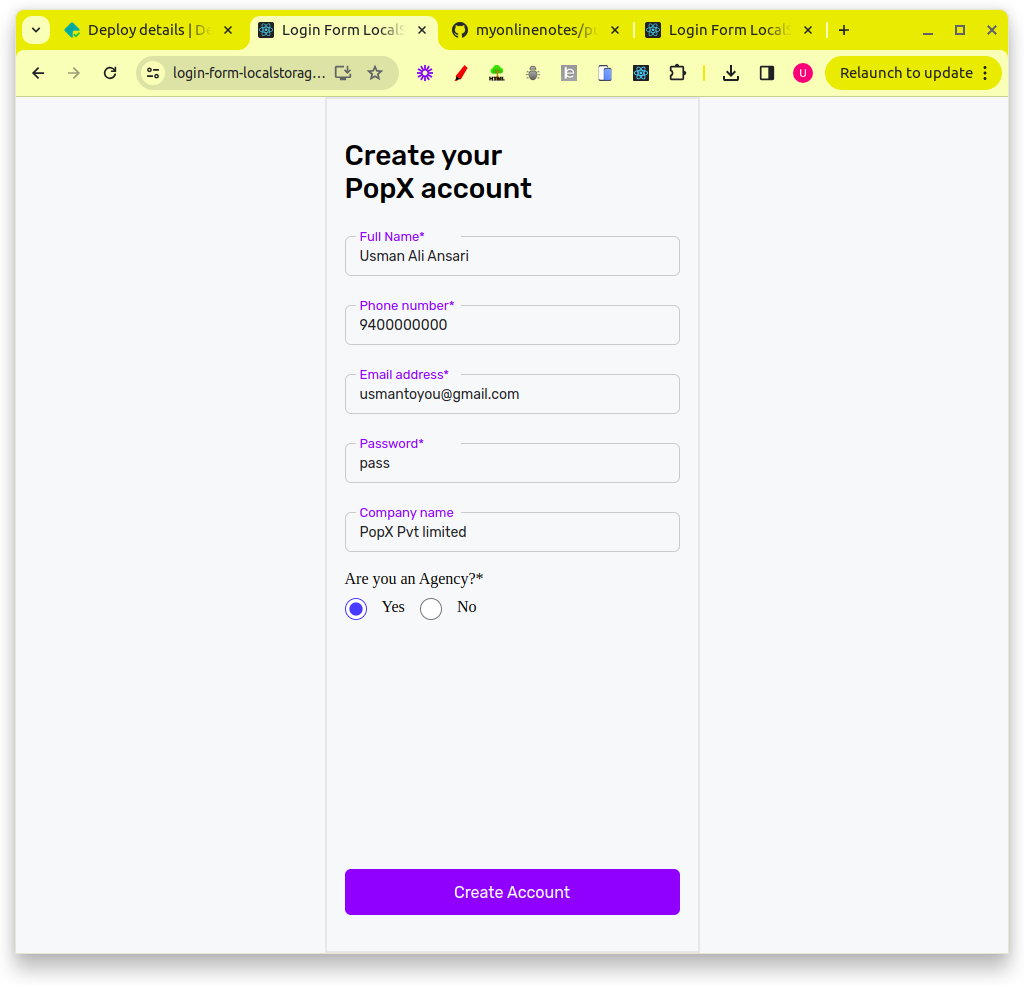 Deploy details | De
Login Form LocalS
myonlinenotes/pu
Login Form LocalS
login-form-localstorag...
HTML
U
Relaunch to update
Create your
PopX account
Full Name*
Usman Ali Ansari
Phone number*
9400000000
Email address*
usmantoyou@gmail.com
Password*
pass
Company name
PopX Pvt limited
Are you an Agency?*
Yes No
Create Account